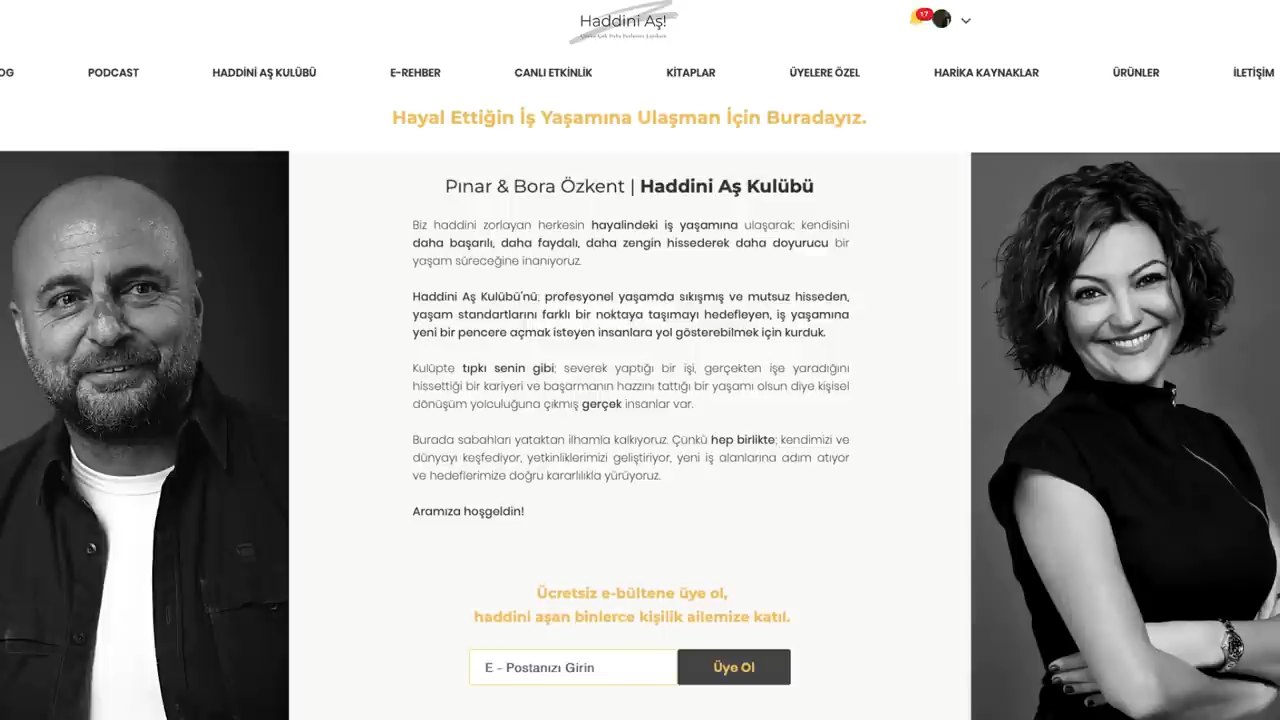 Haddini Aş!
17
OG PODCAST HADDİNİ AŞ KULÜBÜ E-REHBER CANLI ETKİNLİK KİTAPLAR ÜYELERE ÖZEL HARİKA KAYNAKLAR ÜRÜNLER İLETİŞİM
Hayal Ettiğin İş Yaşamına Ulaşman İçin Buradayız.
Pınar & Bora Özkent | Haddini Aş Kulübü
Biz haddini zorlayan herkesin hayalindeki iş yaşamına ulaşarak; kendisini
daha başarılı, daha faydalı, daha zengin hissederek daha doyurucu bir
yaşam süreceğine inanıyoruz.
Haddini Aş Kulübü'nü; profesyonel yaşamda sıkışmış ve mutsuz hisseden,
yaşam standartlarını farklı bir noktaya taşımayı hedefleyen, iş yaşamına
yeni bir pencere açmak isteyen insanlara yol gösterebilmek için kurduk.
Kulüpte tıpkı senin gibi; severek yaptığı bir işi, gerçekten işe yaradığını
hissettiği bir kariyeri ve başarmanın hazzını tattığı bir yaşamı olsun diye kişisel
dönüşüm yolculuğuna çıkmış gerçek insanlar var.
Burada sabahları yataktan ilhamla kalkıyoruz. Çünkü hep birlikte; kendimizi ve
dünyayı keşfediyor, yetkinliklerimizi geliştiriyor, yeni iş alanlarına adım atıyor
ve hedeflerimize doğru kararlılıkla yürüyoruz.
Aramıza hoşgeldin!
Ücretsiz e-bültene üye ol,
haddini aşan binlerce kişilik ailemize katıl.
E - Postanızı Girin Üye Ol